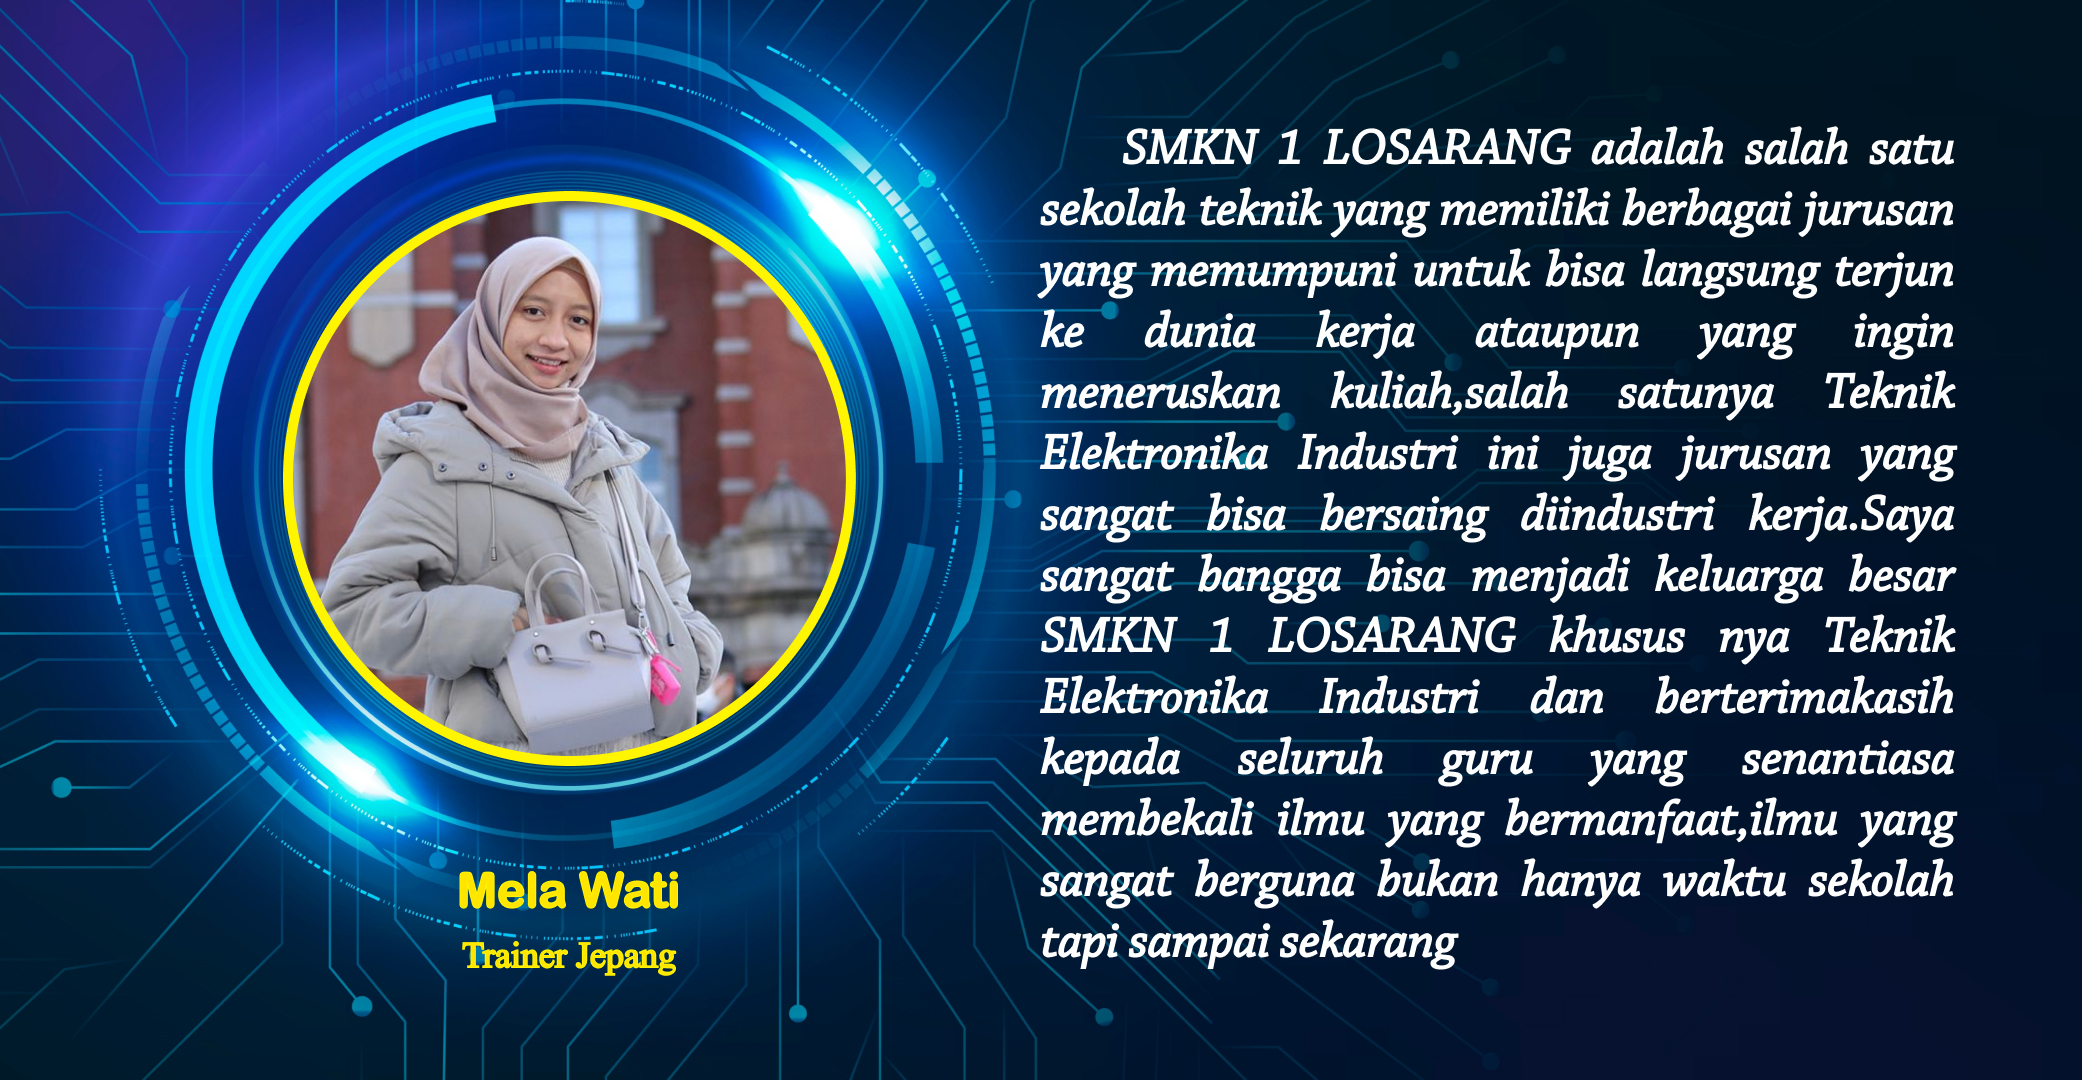 SMKN 1 LOSARANG adalah salah satu
sekolah teknik yang memiliki berbagai jurusan
yang memumpuni untuk bisa langsung terjun
ke dunia kerja ataupun yang ingin
meneruskan kuliah,salah satunya Teknik
Elektronika Industri ini juga jurusan yang
sangat bisa bersaing diindustri kerja.Saya
sangat bangga bisa menjadi keluarga besar
SMKN 1 LOSARANG khusus nya Teknik
Elektronika Industri dan berterimakasih
kepada seluruh guru yang senantiasa
membekali ilmu yang bermanfaat,ilmu yang
sangat berguna bukan hanya waktu sekolah
tapi sampai sekarang
Mela Wati
Trainer Jepang